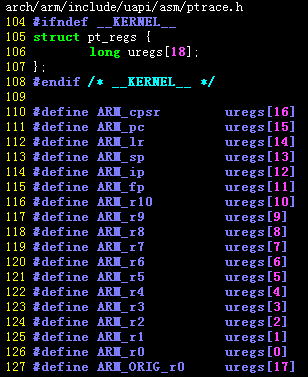 arch/arm/include/uapi/asm/ptrace.h
104 #ifndef __KERNEL__
105 struct pt_regs {
106         long uregs[18];
107 };
108 #endif /* __KERNEL__ */
109
110 #define ARM_cpsr        uregs[16]
111 #define ARM_pc          uregs[15]
112 #define ARM_lr          uregs[14]
113 #define ARM_sp          uregs[13]
114 #define ARM_ip          uregs[12]
115 #define ARM_fp          uregs[11]
116 #define ARM_r10         uregs[10]
117 #define ARM_r9          uregs[9]
118 #define ARM_r8          uregs[8]
119 #define ARM_r7          uregs[7]
120 #define ARM_r6          uregs[6]
121 #define ARM_r5          uregs[5]
122 #define ARM_r4          uregs[4]
123 #define ARM_r3          uregs[3]
124 #define ARM_r2          uregs[2]
125 #define ARM_r1          uregs[1]
126 #define ARM_r0          uregs[0]
127 #define ARM_ORIG_r0     uregs[17]